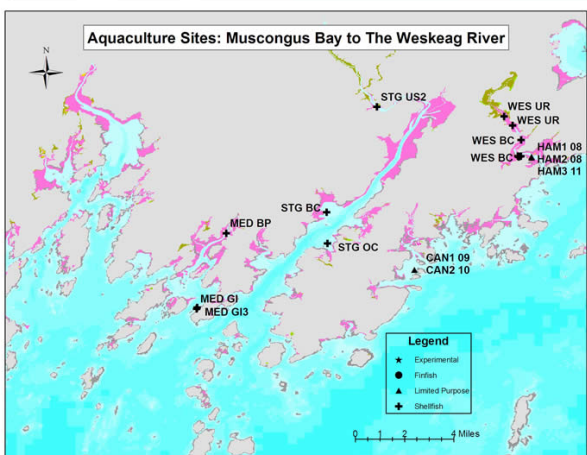 Aquaculture Sites: Muscongus Bay to The Weskeag River
N
STG US2
WES UR
WES UR
WES BC
HAM1 08
WES BC
HAM2 08
HAM3 11
STG BC
MED BP
STG OC
CAN1 09
CAN2 10
MED GI
MED GI3
Legend
Experimental
Finfish
Limited Purpose
Shellfish
0 1 2 4 Miles